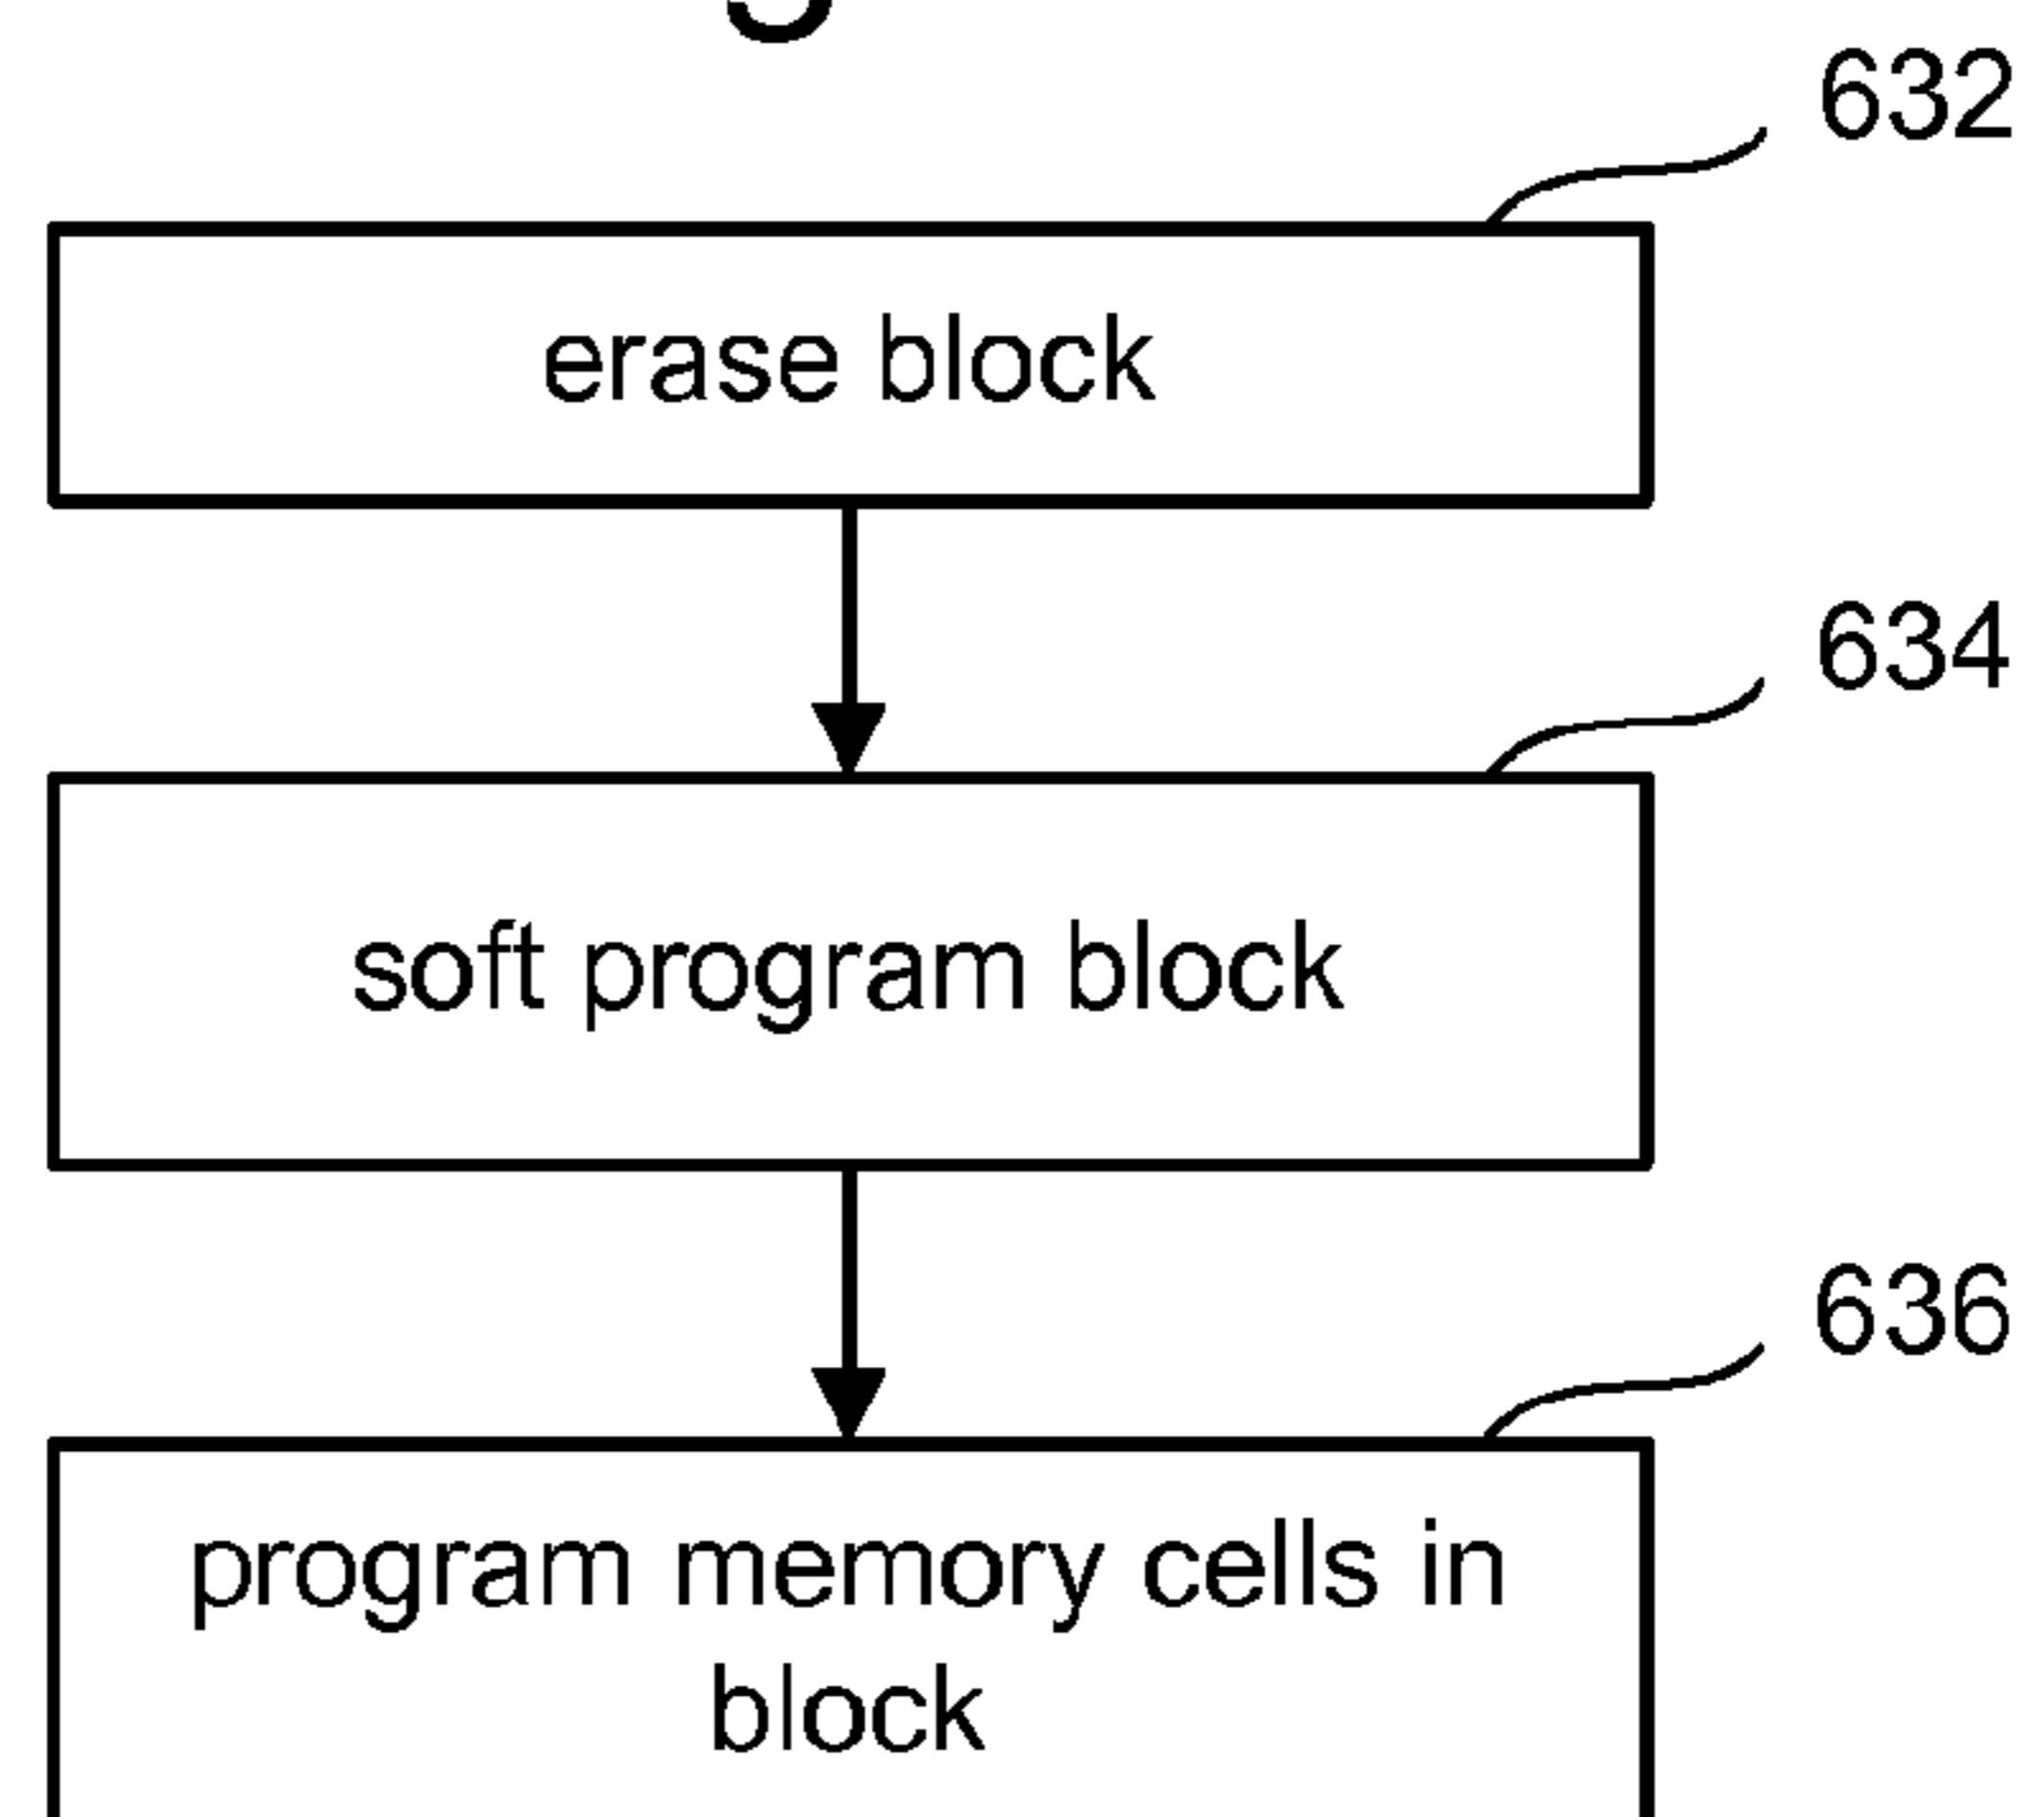 632
erase block
634
soft program block
636
program memory cells in
block